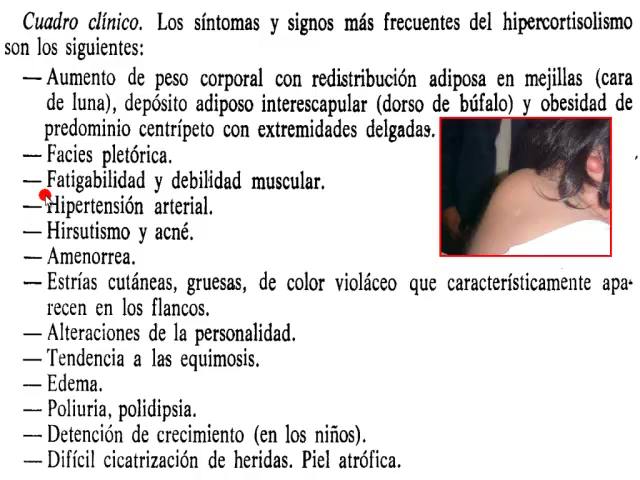 Cuadro clínico. Los síntomas y signos más frecuentes del hipercortisolismo
son los siguientes:
— Aumento de peso corporal con redistribución adiposa en mejillas (cara
de luna), depósito adiposo interescapular (dorso de búfalo) y obesidad de
predominio centrípeto con extremidades delgadas.
— Facies pletórica.
— Fatigabilidad y debilidad muscular.
— Hipertensión arterial.
— Hirsutismo y acné.
— Amenorrea.
— Estrías cutáneas, gruesas, de color violáceo que característicamente apa-
recen en los flancos.
— Alteraciones de la personalidad.
— Tendencia a las equimosis.
— Edema.
— Poliuria, polidipsia.
— Detención de crecimiento (en los niños).
— Difícil cicatrización de heridas. Piel atrófica.